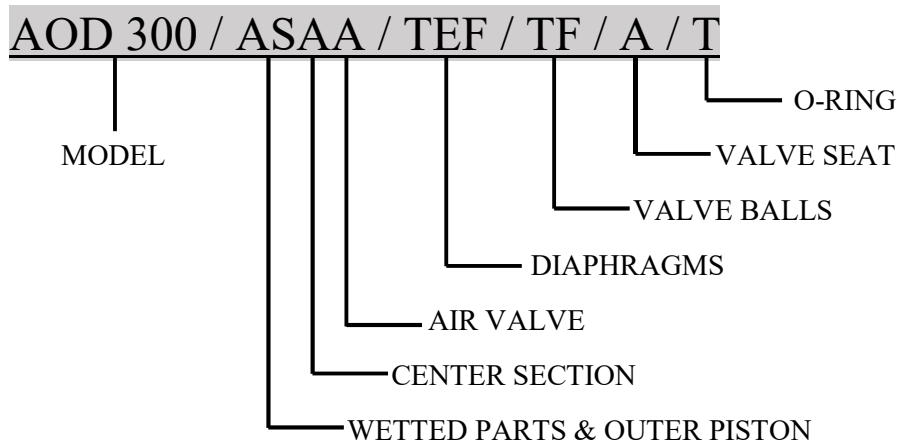 AOD 300 / ASAA / TEF / TF / A / T
O-RING
MODEL
VALVE SEAT
VALVE BALLS
DIAPHRAGMS
AIR VALVE
CENTER SECTION
WETTED PARTS & OUTER PISTON